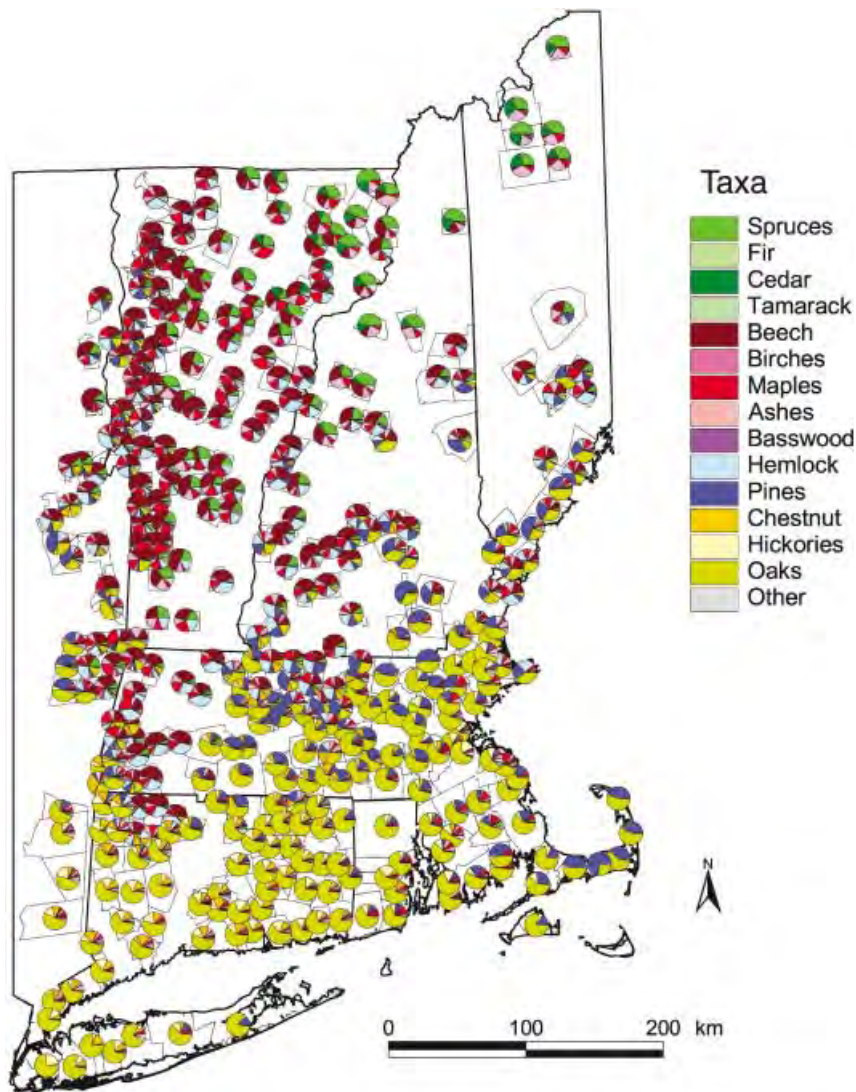 Taxa
Spruces
Fir
Cedar
Tamarack
Beech
Birches
Maples
Ashes
Basswood
Hemlock
Pines
Chestnut
Hickories
Oaks
Other
N
0 100 200 km